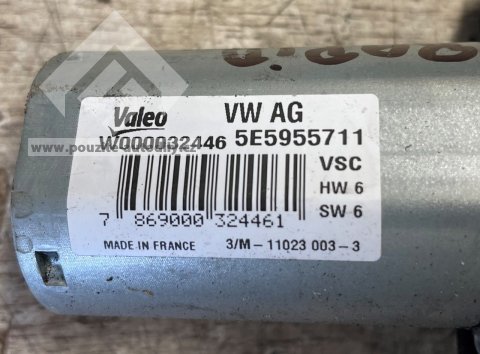 Valeo VW AG
W000032446 5E5955711
www.pouzite-autodily.cz
VSC
HW 6
SW 6
7 869000 324461
MADE IN FRANCE 3/M-11023 003-3